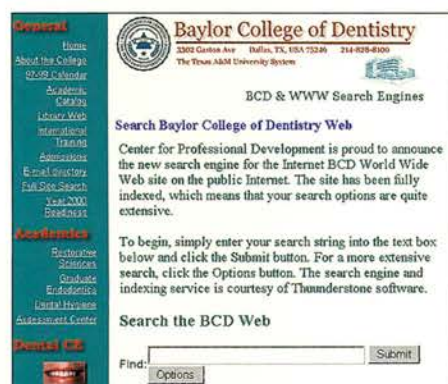 General
Home
About the College
97-99 Calendar
Academic
Catalog
Library Web
International
Training
Admissions
E-mail directory
Full Site Search
Year 2000
Readiness
Academics
Restorative
Sciences
Graduate
Endodontics
Dental Hygiene
Assessment Center
Dental CE
Baylor College of Dentistry
3302 Gaston Ave Dallas, TX, USA 75246 214-828-8100
The Texas A&M University System
BCD & WWW Search Engines
Search Baylor College of Dentistry Web
Center for Professional Development is proud to announce
the new search engine for the Internet BCD World Wide
Web site on the public Internet. The site has been fully
indexed, which means that your search options are quite
extensive.
To begin, simply enter your search string into the text box
below and click the Submit button. For a more extensive
search, click the Options button. The search engine and
indexing service is courtesy of Thuunderstone software.
Search the BCD Web
Find: Submit
Options